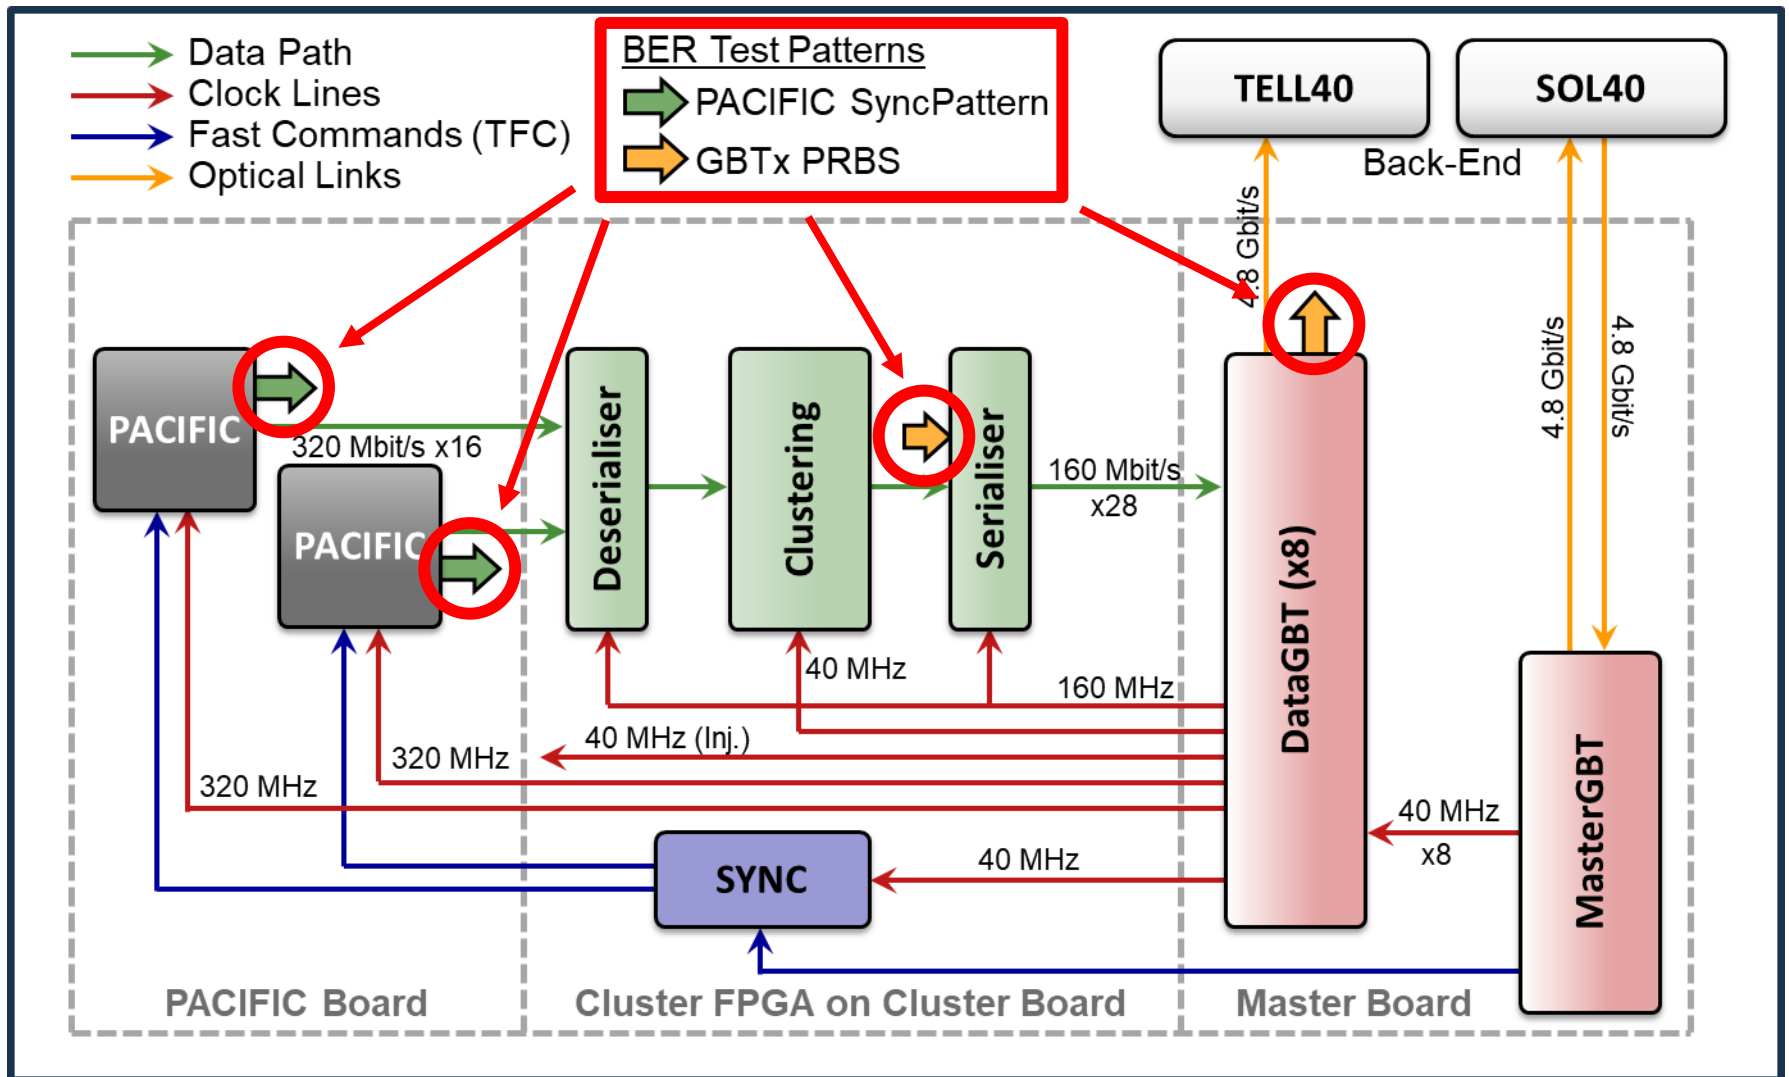 Data Path
Clock Lines
Fast Commands (TFC)
Optical Links
BER Test Patterns
PACIFIC SyncPattern
GBTx PRBS
TELL40
SOL40
Back-End
4.8 Gbit/s
4.8 Gbit/s
4.8 Gbit/s
PACIFIC
320 Mbit/s x16
PACIFIC
Deserialiser
Clustering
Serialiser
160 Mbit/s
x28
DataGBT (x8)
MasterGBT
40 MHz
160 MHz
40 MHz (Inj.)
320 MHz
320 MHz
40 MHz
x8
SYNC
40 MHz
PACIFIC Board
Cluster FPGA on Cluster Board
Master Board